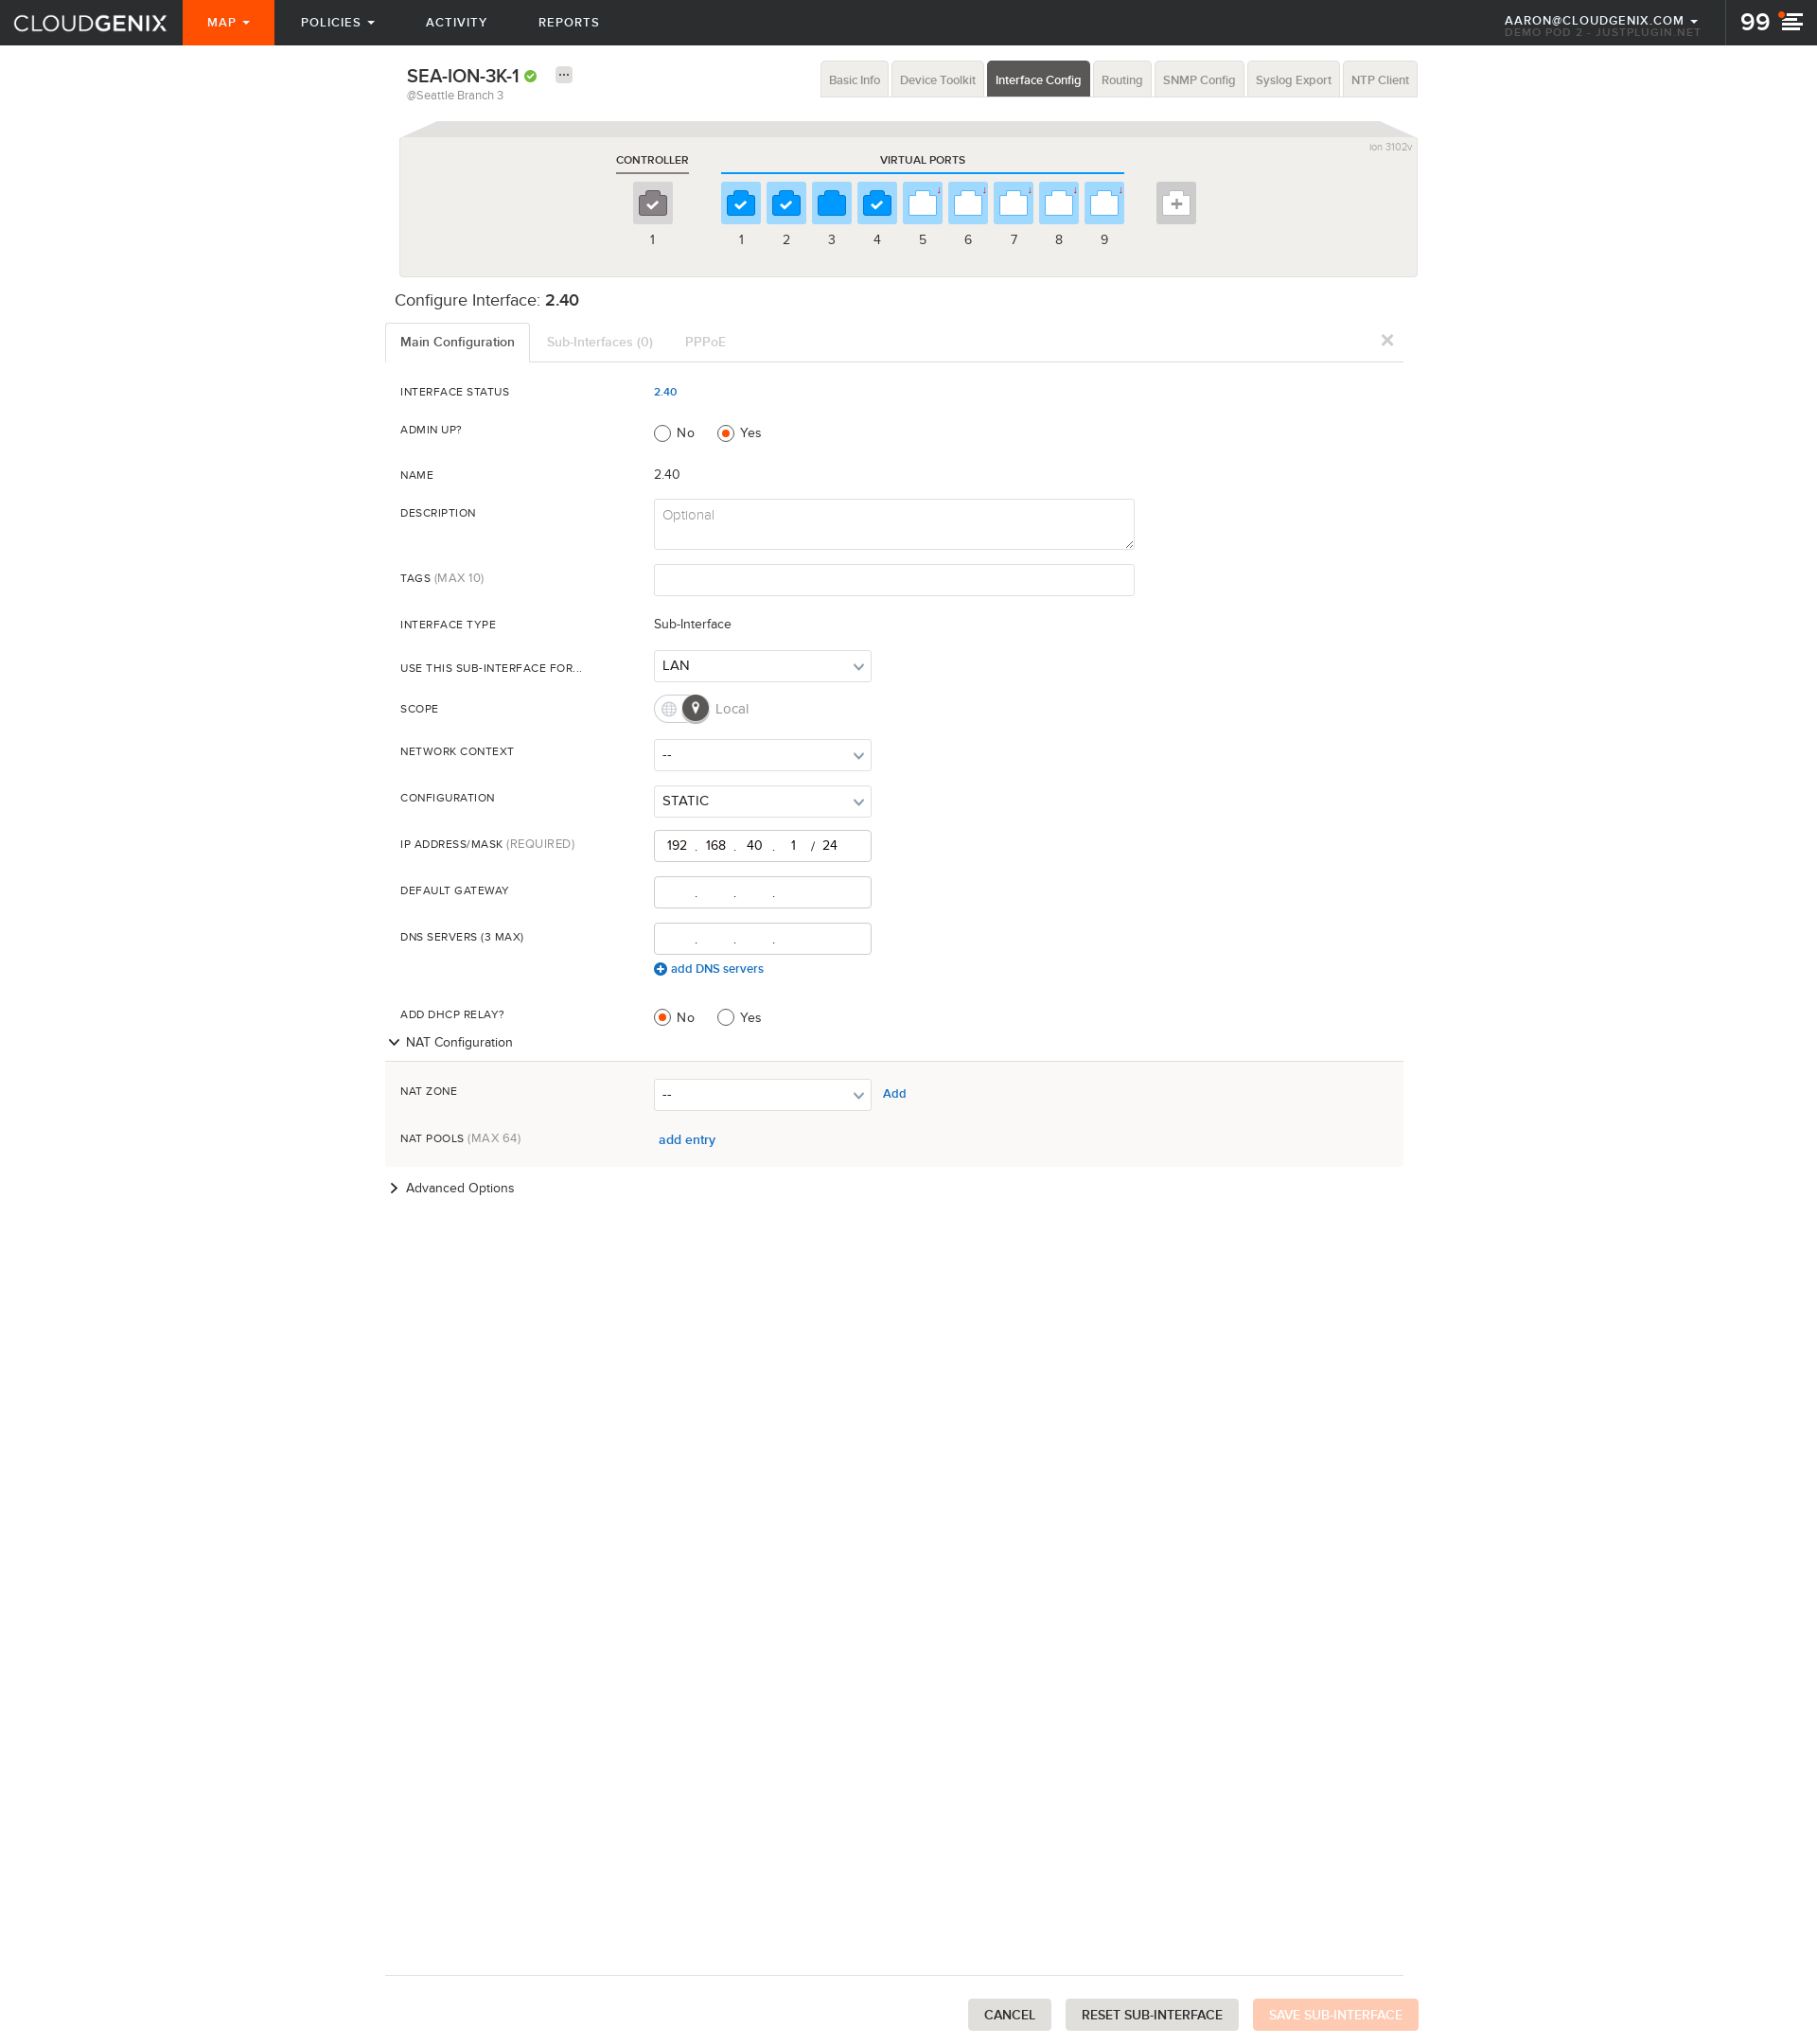 CLOUDGENIX MAP POLICIES ACTIVITY REPORTS AARON@CLOUDGENIX.COM 99
DEMO POD 2 - JUSTPLUGIN.NET
SEA-ION-3K-1 Basic Info Device Toolkit Interface Config Routing SNMP Config Syslog Export NTP Client
@Seattle Branch 3
ion 3102v
CONTROLLER VIRTUAL PORTS
1 1 2 3 4 5 6 7 8 9
Configure Interface: 2.40
Main Configuration Sub-Interfaces (0) PPPoE
INTERFACE STATUS 2.40
ADMIN UP? No Yes
NAME 2.40
DESCRIPTION Optional
TAGS (MAX 10)
INTERFACE TYPE Sub-Interface
USE THIS SUB-INTERFACE FOR... LAN
SCOPE Local
NETWORK CONTEXT --
CONFIGURATION STATIC
IP ADDRESS/MASK (REQUIRED) 192 . 168 . 40 . 1 / 24
DEFAULT GATEWAY . . .
DNS SERVERS (3 MAX) . . .
add DNS servers
ADD DHCP RELAY? No Yes
NAT Configuration
NAT ZONE -- Add
NAT POOLS (MAX 64) add entry
Advanced Options
CANCEL RESET SUB-INTERFACE SAVE SUB-INTERFACE